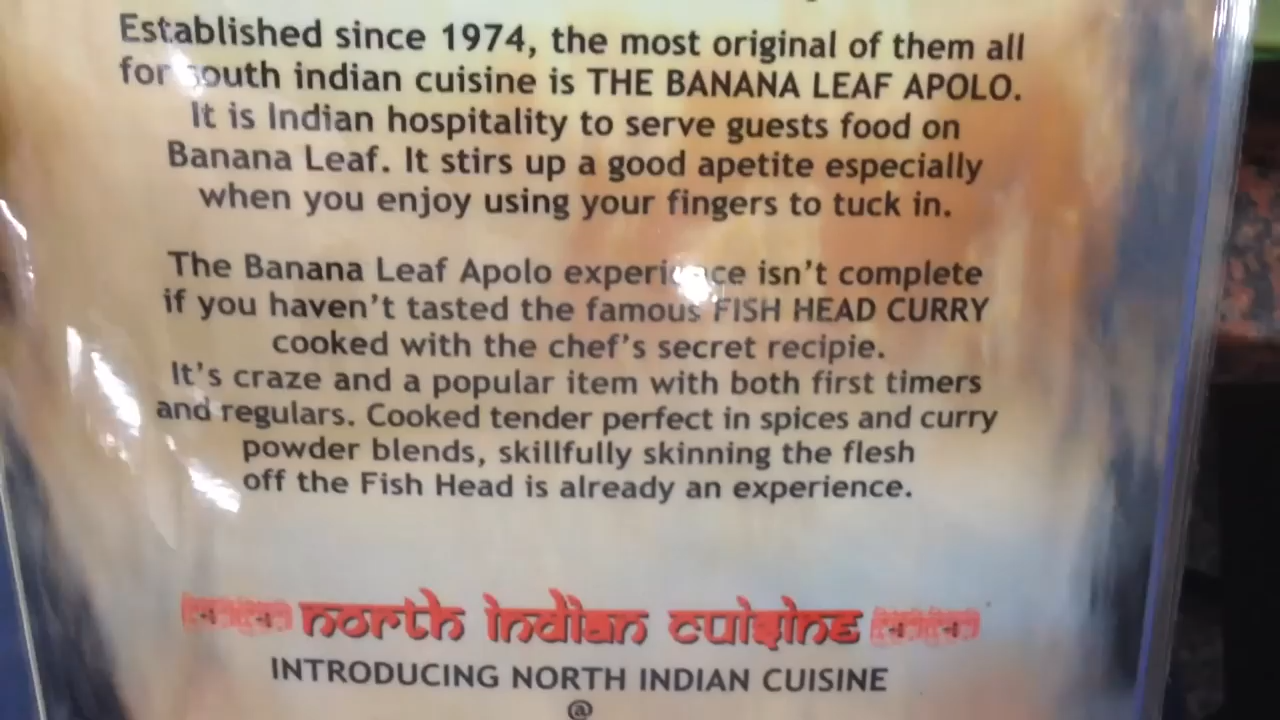 Established since 1974, the most original of them all
for south indian cuisine is THE BANANA LEAF APOLO.
It is Indian hospitality to serve guests food on
Banana Leaf. It stirs up a good apetite especially
when you enjoy using your fingers to tuck in.
The Banana Leaf Apolo experience isn't complete
if you haven't tasted the famous FISH HEAD CURRY
cooked with the chef's secret recipie.
It's craze and a popular item with both first timers
and regulars. Cooked tender perfect in spices and curry
powder blends, skillfully skinning the flesh
off the Fish Head is already an experience.
north indian cuisine
INTRODUCING NORTH INDIAN CUISINE
@